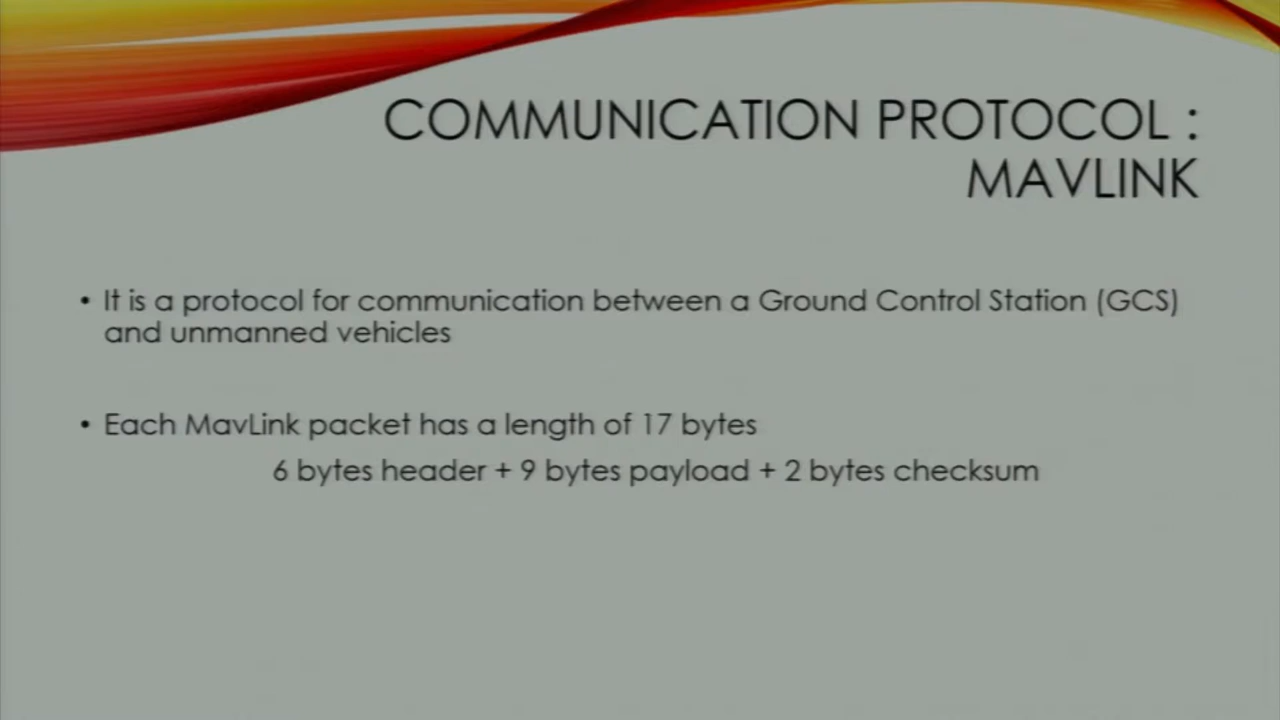 COMMUNICATION PROTOCOL :
MAVLINK
• It is a protocol for communication between a Ground Control Station (GCS)
and unmanned vehicles
• Each MavLink packet has a length of 17 bytes
6 bytes header + 9 bytes payload + 2 bytes checksum